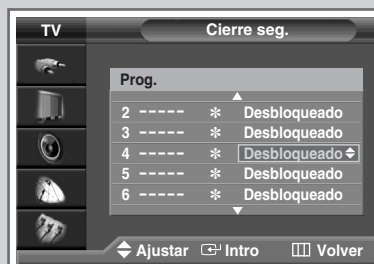 TV Cierre seg.
Prog.
2 ----- ✻ Desbloqueado
3 ----- ✻ Desbloqueado
4 ----- ✻ Desbloqueado
5 ----- ✻ Desbloqueado
6 ----- ✻ Desbloqueado
Ajustar Intro Volver